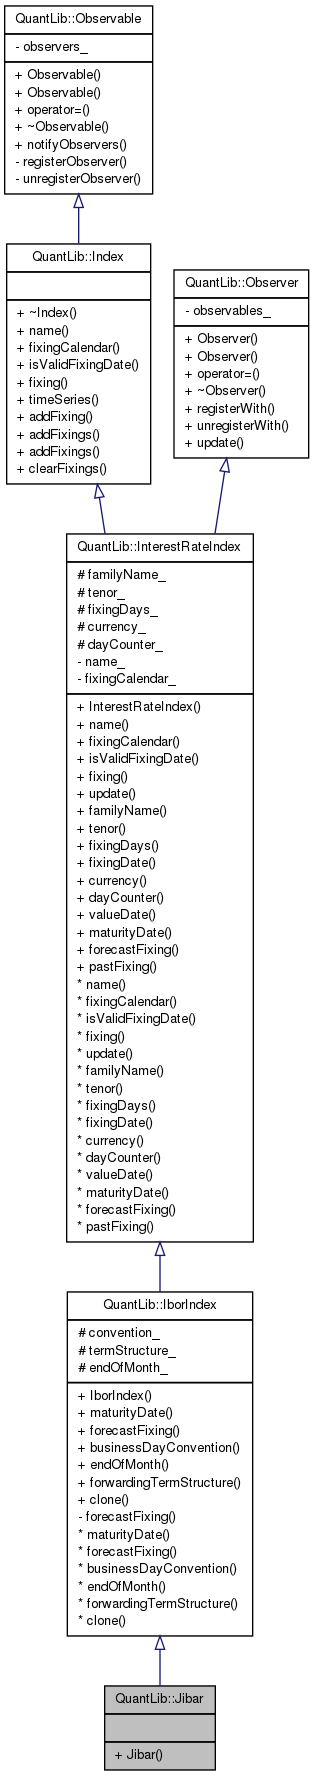 QuantLib::Observable
- observers_
+ Observable()
+ Observable()
+ operator=()
+ ~Observable()
+ notifyObservers()
- registerObserver()
- unregisterObserver()
QuantLib::Index
+ ~Index()
+ name()
+ fixingCalendar()
+ isValidFixingDate()
+ fixing()
+ timeSeries()
+ addFixing()
+ addFixings()
+ addFixings()
+ clearFixings()
QuantLib::Observer
- observables_
+ Observer()
+ Observer()
+ operator=()
+ ~Observer()
+ registerWith()
+ unregisterWith()
+ update()
QuantLib::InterestRateIndex
# familyName_
# tenor_
# fixingDays_
# currency_
# dayCounter_
- name_
- fixingCalendar_
+ InterestRateIndex()
+ name()
+ fixingCalendar()
+ isValidFixingDate()
+ fixing()
+ update()
+ familyName()
+ tenor()
+ fixingDays()
+ fixingDate()
+ currency()
+ dayCounter()
+ valueDate()
+ maturityDate()
+ forecastFixing()
+ pastFixing()
* name()
* fixingCalendar()
* isValidFixingDate()
* fixing()
* update()
* familyName()
* tenor()
* fixingDays()
* fixingDate()
* currency()
* dayCounter()
* valueDate()
* maturityDate()
* forecastFixing()
* pastFixing()
QuantLib::IborIndex
# convention_
# termStructure_
# endOfMonth_
+ IborIndex()
+ maturityDate()
+ forecastFixing()
+ businessDayConvention()
+ endOfMonth()
+ forwardingTermStructure()
+ clone()
- forecastFixing()
* maturityDate()
* forecastFixing()
* businessDayConvention()
* endOfMonth()
* forwardingTermStructure()
* clone()
QuantLib::Jibar
+ Jibar()